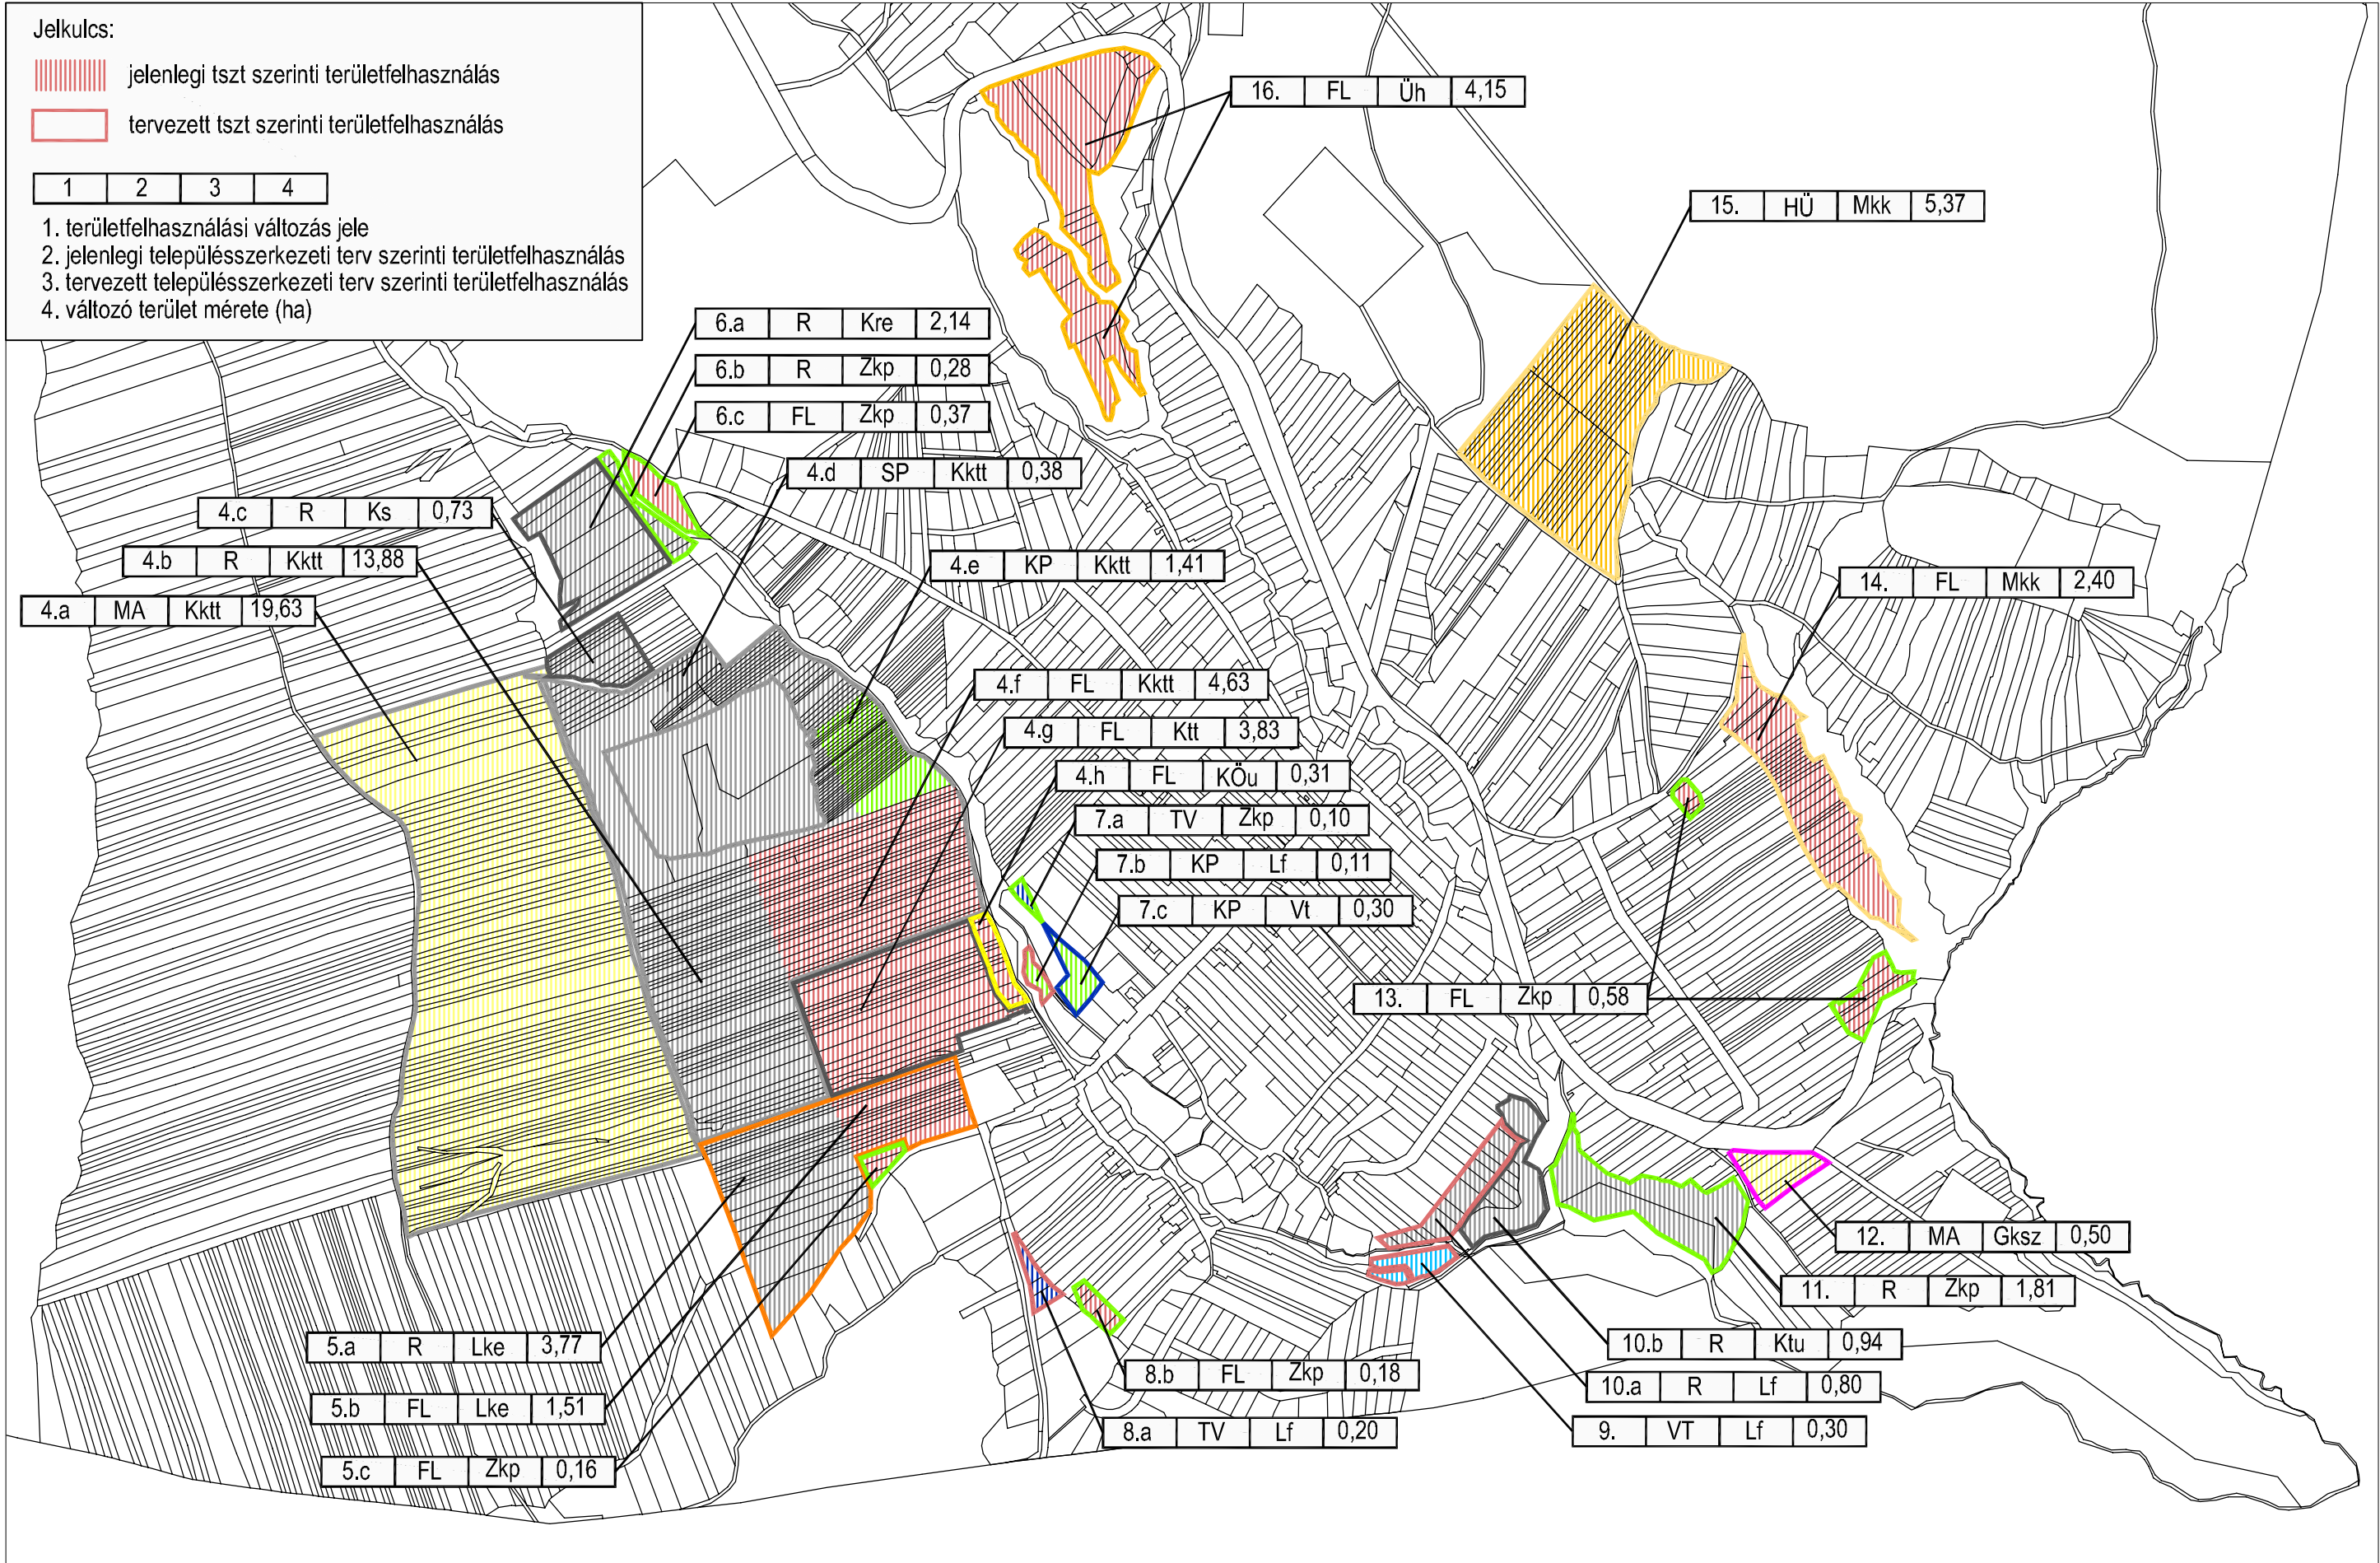 Jelkulcs:
jelenlegi tszt szerinti területfelhasználás
tervezett tszt szerinti területfelhasználás
1 2 3 4
1. területfelhasználási változás jele
2. jelenlegi településszerkezeti terv szerinti területfelhasználás
3. tervezett településszerkezeti terv szerinti területfelhasználás
4. változó terület mérete (ha)
16. FL Üh 4,15
15. HÜ Mkk 5,37
6.a R Kre 2,14
6.b R Zkp 0,28
6.c FL Zkp 0,37
4.d SP Kktt 0,38
4.c R Ks 0,73
4.b R Kktt 13,88
4.a MA Kktt 19,63
4.e KP Kktt 1,41
14. FL Mkk 2,40
4.f FL Kktt 4,63
4.g FL Ktt 3,83
4.h FL KÖu 0,31
7.a TV Zkp 0,10
7.b KP Lf 0,11
7.c KP Vt 0,30
13. FL Zkp 0,58
12. MA Gksz 0,50
11. R Zkp 1,81
10.b R Ktu 0,94
10.a R Lf 0,80
9. VT Lf 0,30
5.a R Lke 3,77
5.b FL Lke 1,51
5.c FL Zkp 0,16
8.b FL Zkp 0,18
8.a TV Lf 0,20